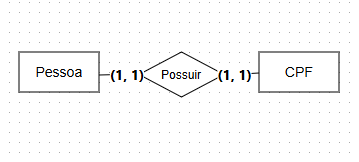 Pessoa (1, 1) Possuir (1, 1) CPF